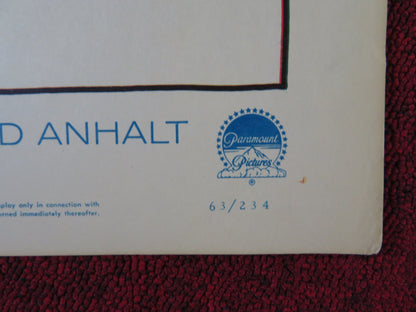 D ANHALT
Paramount
Pictures
®
play only in connection with
rned immediately thereafter.
63/234